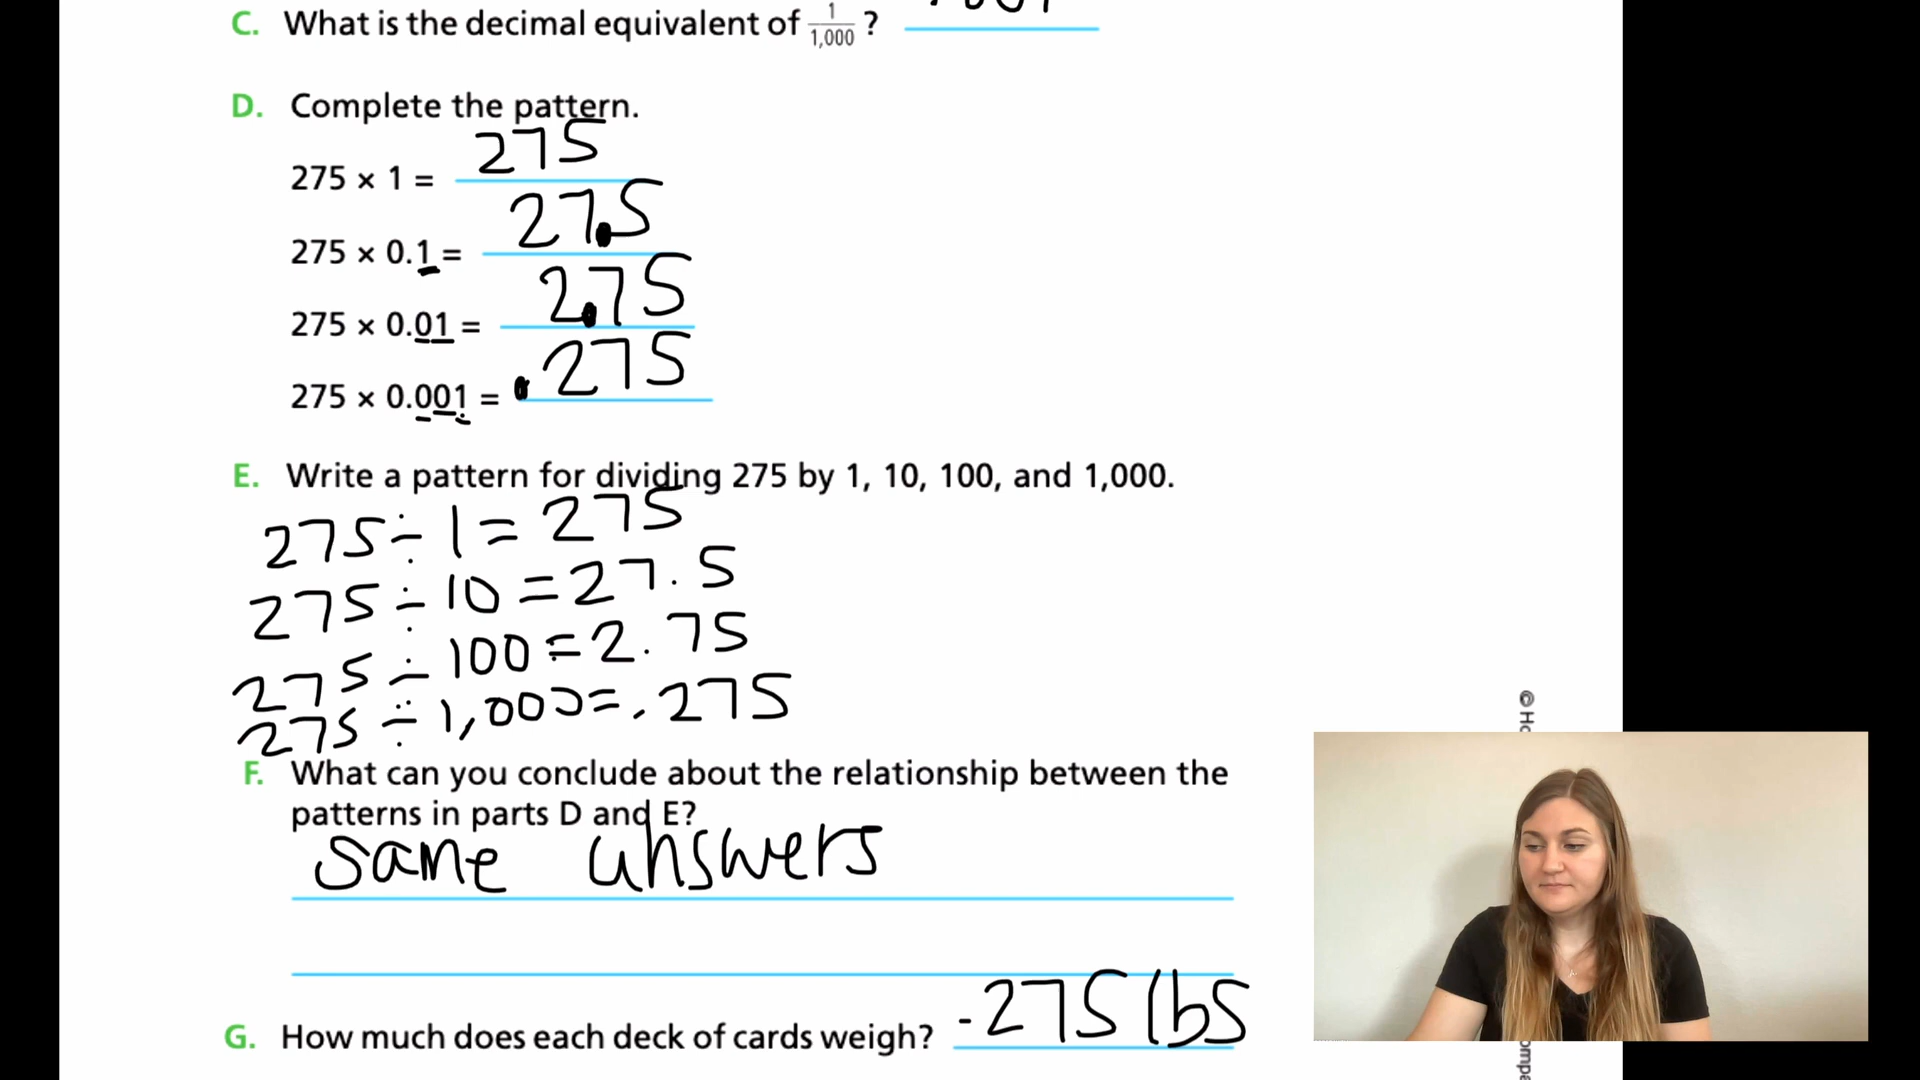 C. What is the decimal equivalent of 1/1,000 ?
D. Complete the pattern.
275 × 1 = 275
275 × 0.1 = 27.5
275 × 0.01 = 2.75
275 × 0.001 = .275
E. Write a pattern for dividing 275 by 1, 10, 100, and 1,000.
275 ÷ 1 = 275
275 ÷ 10 = 27.5
275 ÷ 100 = 2.75
275 ÷ 1,000 = .275
F. What can you conclude about the relationship between the
patterns in parts D and E?
same answers
G. How much does each deck of cards weigh? .275 lbs